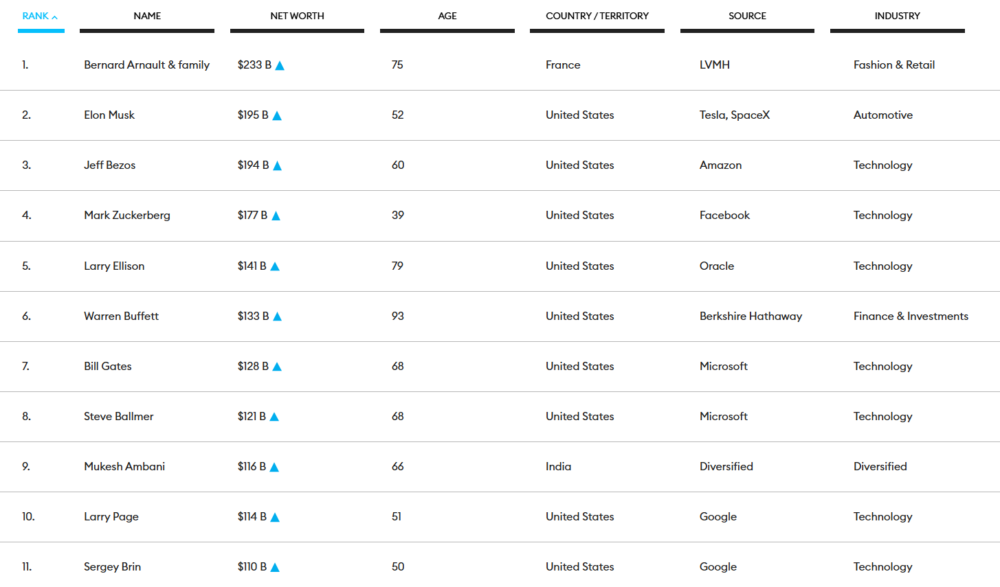 RANK NAME NET WORTH AGE COUNTRY / TERRITORY SOURCE INDUSTRY
1. Bernard Arnault & family $233 B 75 France LVMH Fashion & Retail
2. Elon Musk $195 B 52 United States Tesla, SpaceX Automotive
3. Jeff Bezos $194 B 60 United States Amazon Technology
4. Mark Zuckerberg $177 B 39 United States Facebook Technology
5. Larry Ellison $141 B 79 United States Oracle Technology
6. Warren Buffett $133 B 93 United States Berkshire Hathaway Finance & Investments
7. Bill Gates $128 B 68 United States Microsoft Technology
8. Steve Ballmer $121 B 68 United States Microsoft Technology
9. Mukesh Ambani $116 B 66 India Diversified Diversified
10. Larry Page $114 B 51 United States Google Technology
11. Sergey Brin $110 B 50 United States Google Technology